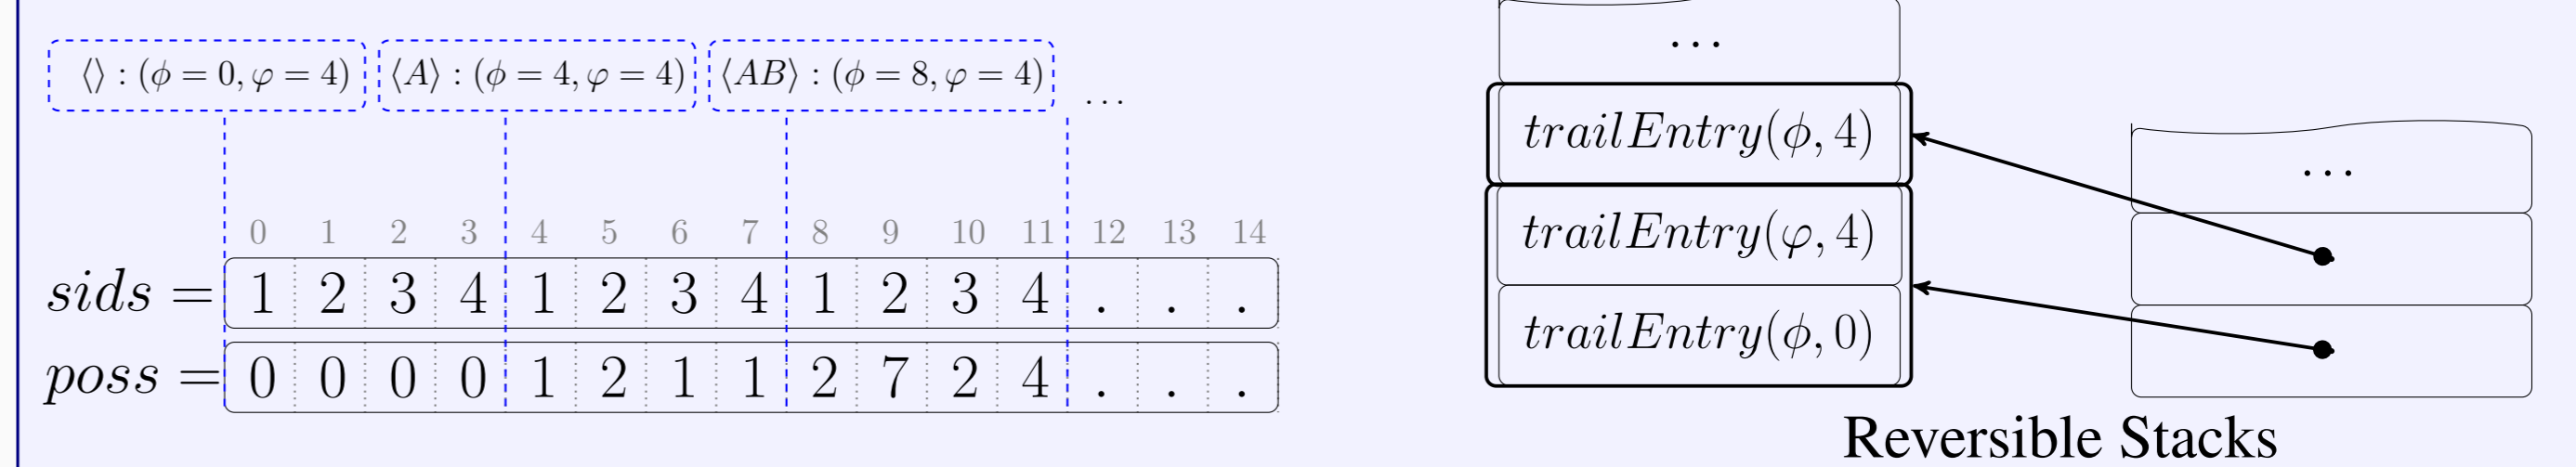 ⟨⟩ : (ϕ = 0, φ = 4) ⟨A⟩ : (ϕ = 4, φ = 4) ⟨AB⟩ : (ϕ = 8, φ = 4) ...
0 1 2 3 4 5 6 7 8 9 10 11 12 13 14
sids = 1 2 3 4 1 2 3 4 1 2 3 4 . . .
poss = 0 0 0 0 1 2 1 1 2 7 2 4 . . .
...
trailEntry(ϕ, 4)
trailEntry(φ, 4)
trailEntry(ϕ, 0)
...
Reversible Stacks